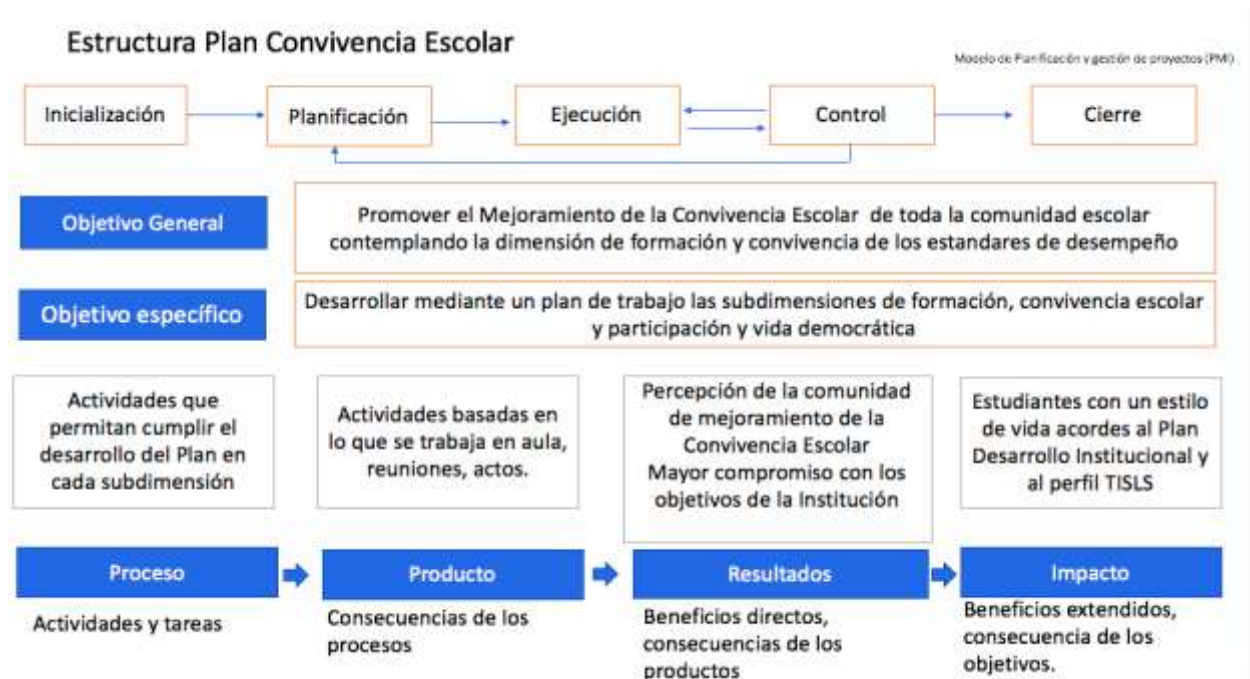 Estructura Plan Convivencia Escolar
Modelo de Planificación y gestión de proyectos (PMI)
Inicialización
Planificación
Ejecución
Control
Cierre
Objetivo General
Promover el Mejoramiento de la Convivencia Escolar de toda la comunidad escolar
contemplando la dimensión de formación y convivencia de los estandares de desempeño
Objetivo específico
Desarrollar mediante un plan de trabajo las subdimensiones de formación, convivencia escolar
y participación y vida democrática
Actividades que
permitan cumplir el
desarrollo del Plan en
cada subdimensión
Actividades basadas en
lo que se trabaja en aula,
reuniones, actos.
Percepción de la comunidad
de mejoramiento de la
Convivencia Escolar
Mayor compromiso con los
objetivos de la Institución
Estudiantes con un estilo
de vida acordes al Plan
Desarrollo Institucional y
al perfil TISLS
Proceso
Producto
Resultados
Impacto
Actividades y tareas
Consecuencias de los
procesos
Beneficios directos,
consecuencias de los
productos
Beneficios extendidos,
consecuencia de los
objetivos.